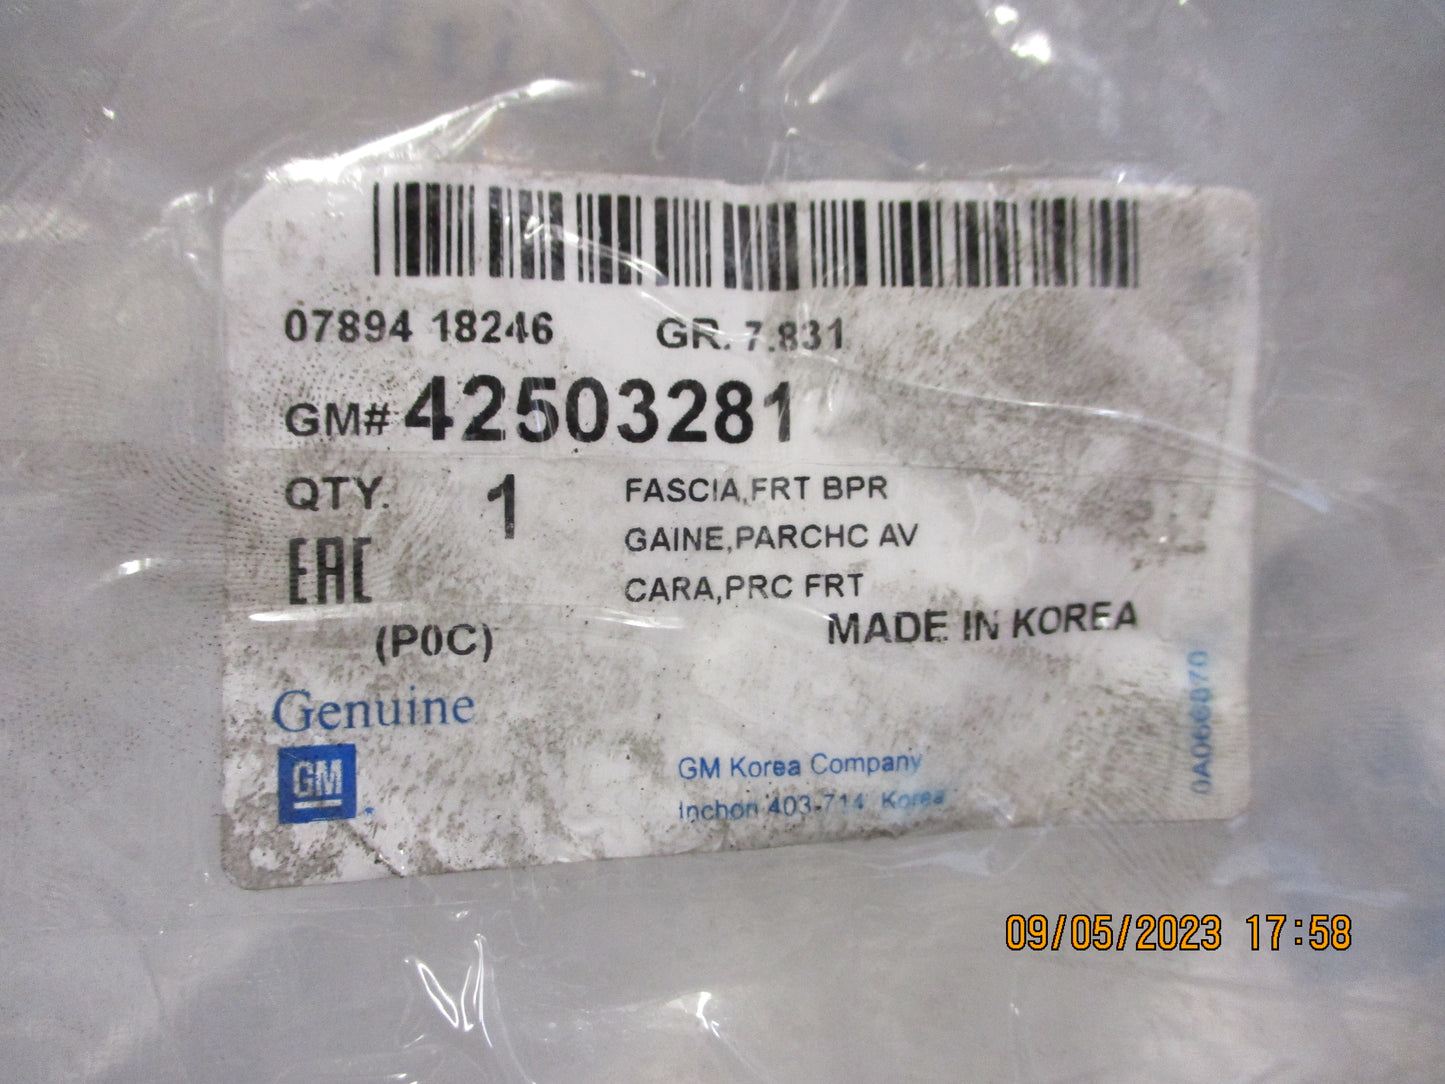 07894 18246 GR. 7.831
GM# 42503281
QTY. 1 FASCIA,FRT BPR
GAINE,PARCHC AV
EAC CARA,PRC FRT
MADE IN KOREA
(P0C)
Genuine
GM
GM Korea Company
Inchon 403-714 Korea
09/05/2023 17:58